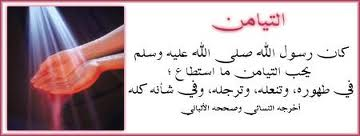 التيامن
كان رسول الله صلى الله عليه وسلم
يحب التيامن ما استطاع ؛
في طهوره، وتنعله، وترجله، وفي شأنه كله
أخرجه النسائي وصححه الألباني